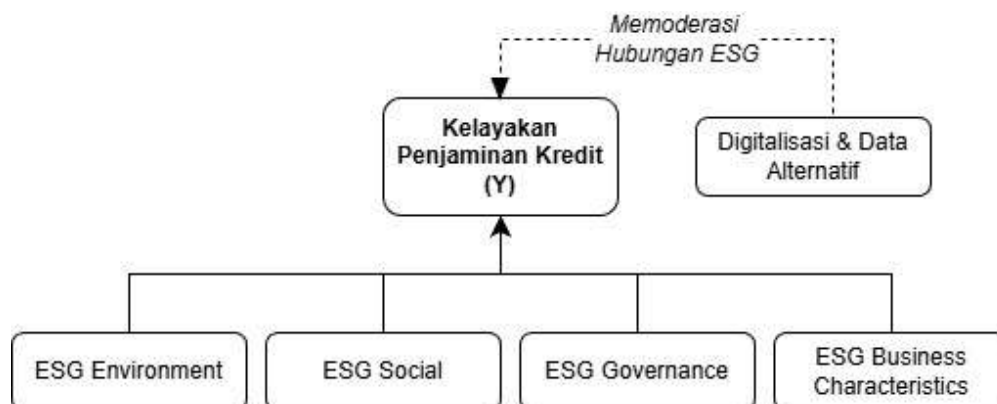 Memoderasi
Hubungan ESG
Kelayakan
Penjaminan Kredit
(Y)
Digitalisasi & Data
Alternatif
ESG Environment
ESG Social
ESG Governance
ESG Business
Characteristics